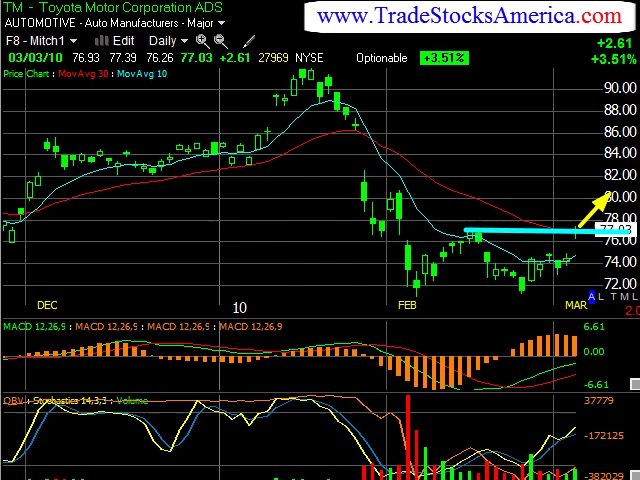 TM - Toyota Motor Corporation ADS
www.TradeStocksAmerica.com
AUTOMOTIVE - Auto Manufacturers - Major
F8 - Mitch1 Edit Daily
+2.61
03/03/10 76.93 77.39 76.26 77.03 +2.61 27969 NYSE Optionable +3.51% +3.51%
Price Chart : MovAvg 30 : MovAvg 10
90.00
88.00
86.00
84.00
82.00
80.00
78.00
77.03
76.00
74.00
72.00
A L T M L
DEC 10 FEB MAR
2.0
MACD 12,26,9 : MACD 12,26,9 : MACD 12,26,9 : MACD 12,26,9
6.61
0.00
-6.61
OBV : Stochastics 14,3,3 : Volume
37779
-172125
-382029